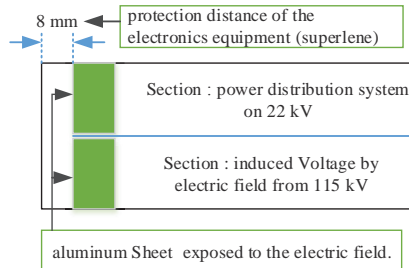 8 mm
protection distance of the
electronics equipment (superlene)
Section : power distribution system
on 22 kV
Section : induced Voltage by
electric field from 115 kV
aluminum Sheet exposed to the electric field.